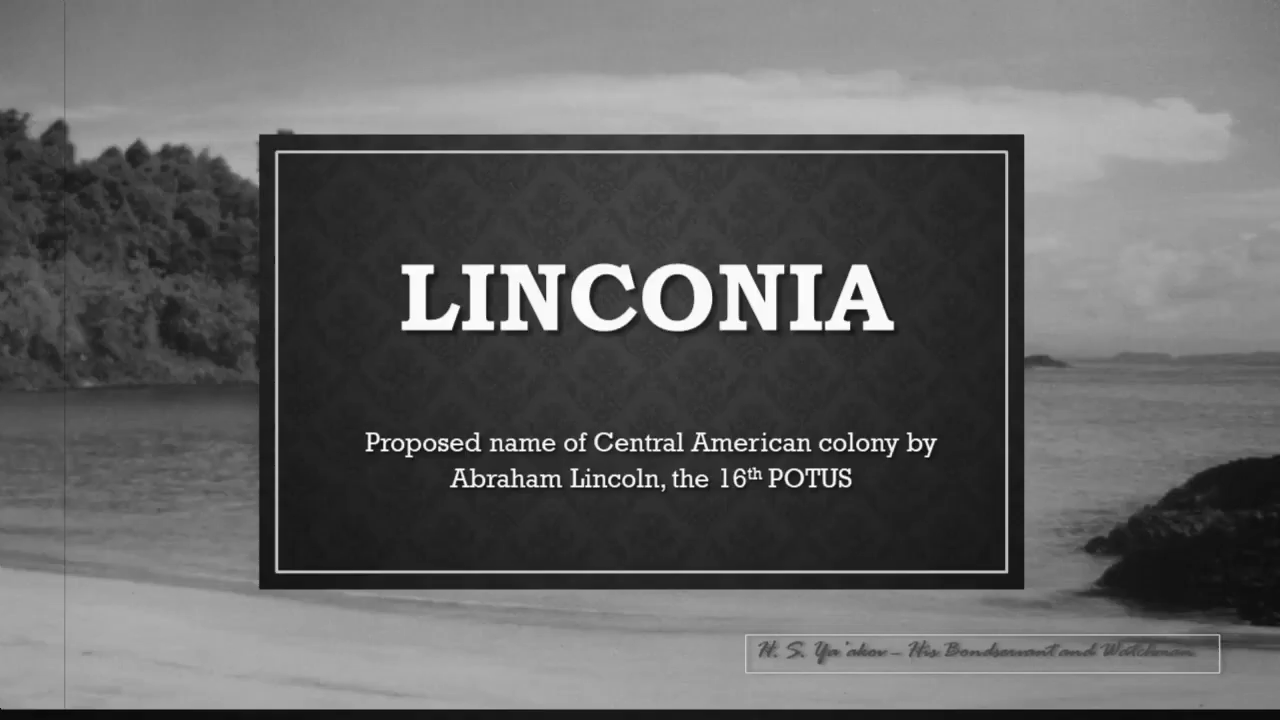 LINCONIA
Proposed name of Central American colony by
Abraham Lincoln, the 16th POTUS
H. S. Ya'akov – His Bondservant and Watchman